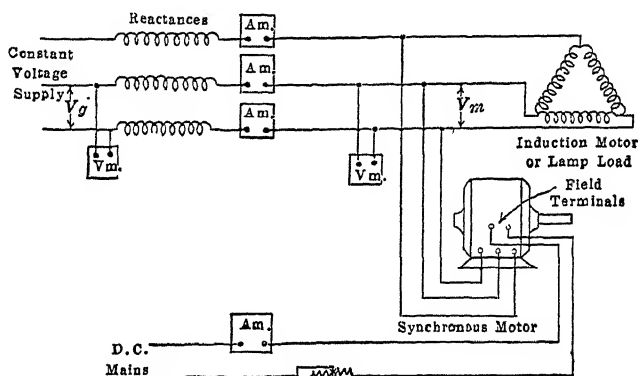 Reactances
Am.
Constant
Voltage
Supply
Vg
Am
Am.
Vm.
Vm.
Vm
Induction Motor
or Lamp Load
Field
Terminals
Synchronous Motor
Am.
D.C.
Mains